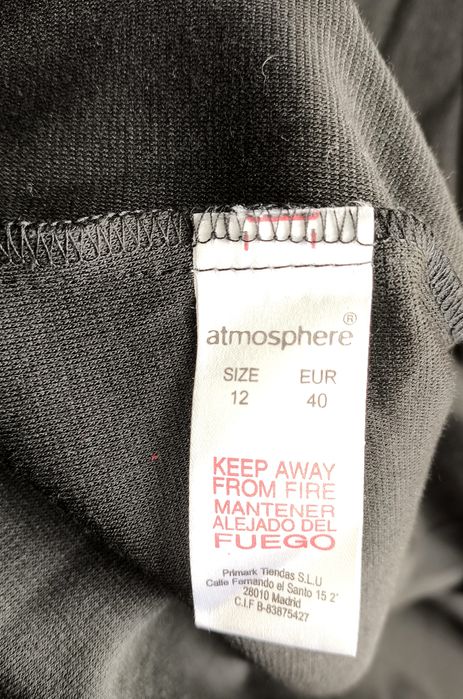 atmosphere®
SIZE EUR
12 40
KEEP AWAY
FROM FIRE
MANTENER
ALEJADO DEL
FUEGO
Primark Tiendas S.L.U
Calle Fernando el Santo 15 2'
28010 Madrid
C.I.F B-83875427